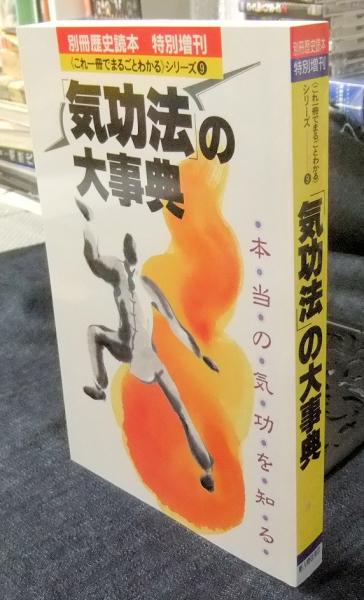 別冊歴史読本 特別増刊
〈これ一冊でまるごとわかる〉シリーズ❾
「気功法」の
大事典
本当の気功を知る
別冊歴史読本
特別増刊
〈これ一冊でまるごとわかる〉
シリーズ❾
「気功法」の大事典